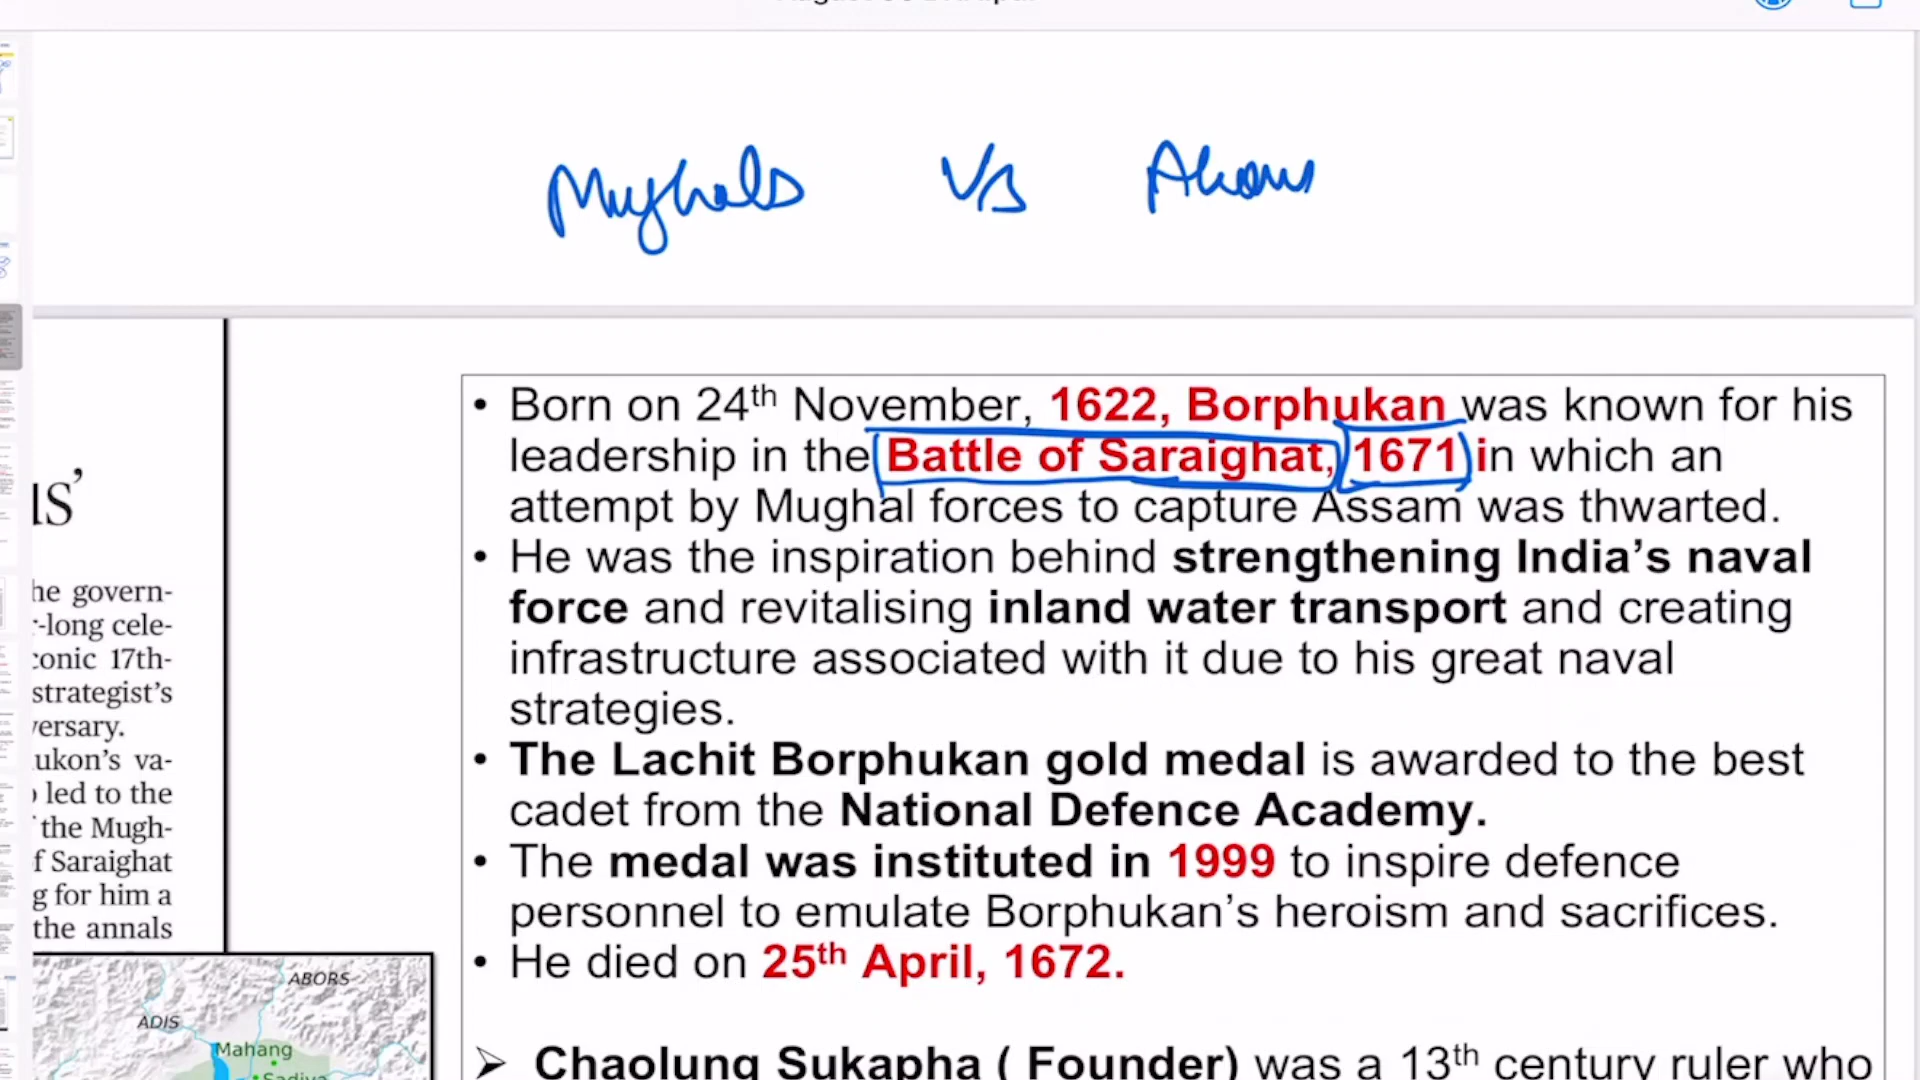 Mughals Vs Ahoms
Born on 24th November, 1622, Borphukan was known for his
leadership in the Battle of Saraighat, 1671 in which an
attempt by Mughal forces to capture Assam was thwarted.
• He was the inspiration behind strengthening India's naval
force and revitalising inland water transport and creating
infrastructure associated with it due to his great naval
strategies.
• The Lachit Borphukan gold medal is awarded to the best
cadet from the National Defence Academy.
• The medal was instituted in 1999 to inspire defence
personnel to emulate Borphukan's heroism and sacrifices.
• He died on 25th April, 1672.
➢ Chaolung Sukapha ( Founder) was a 13th century ruler who
he govern-
r-long cele-
conic 17th-
strategist's
versary.
ukon's va-
led to the
the Mugh-
f Saraighat
g for him a
the annals
ABORS
ADIS
Mahang
Sadiya